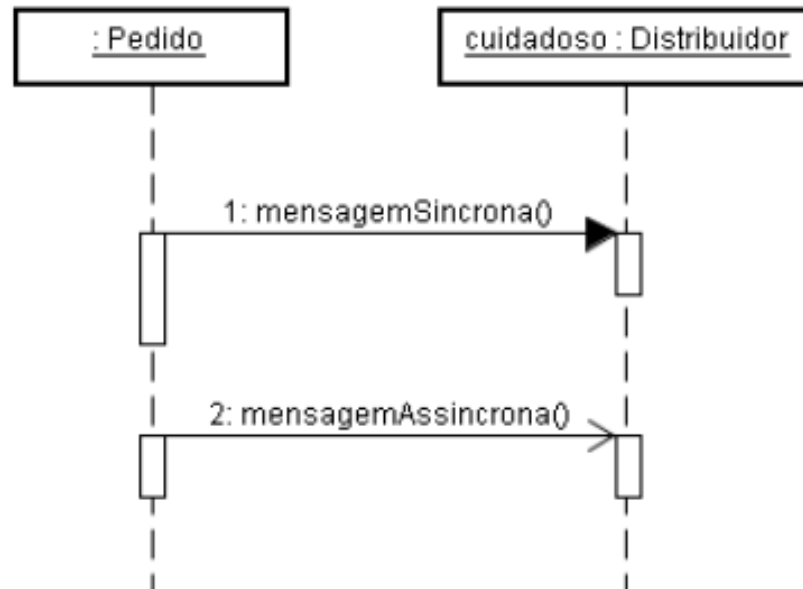 : Pedido
cuidadoso : Distribuidor
1: mensagemSincrona()
2: mensagemAssincrona()